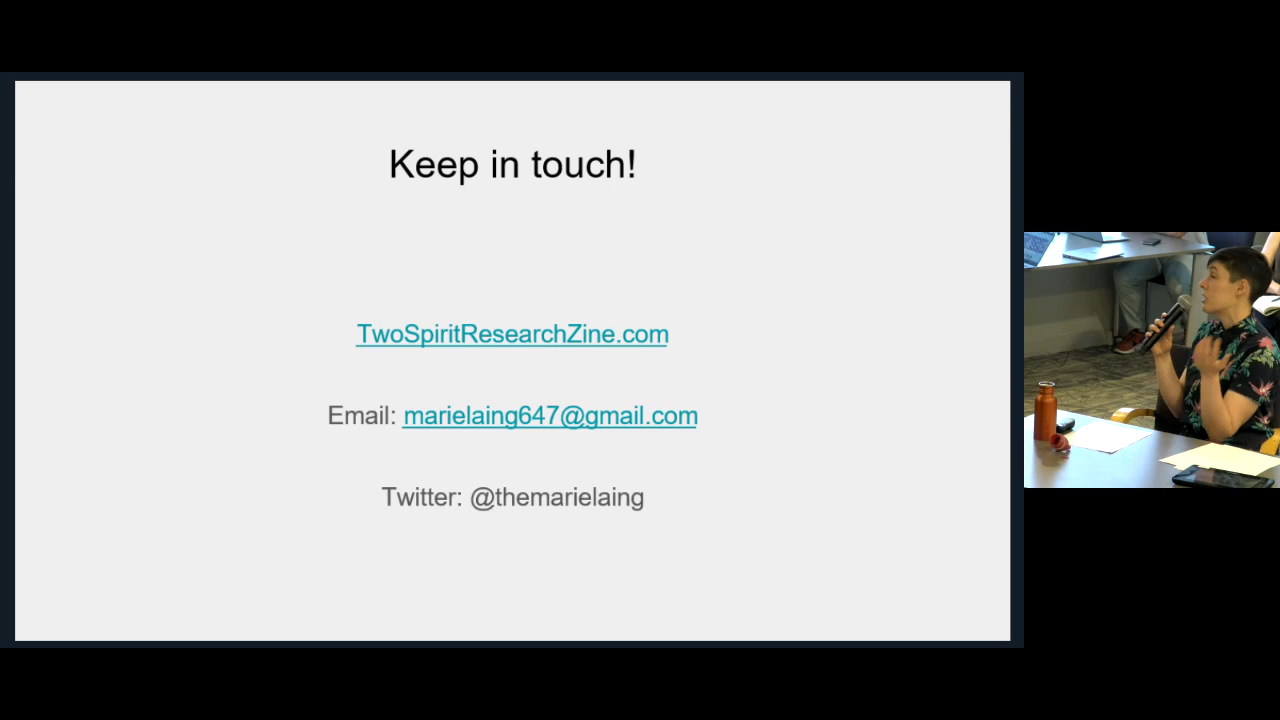 Keep in touch!
TwoSpiritResearchZine.com
Email: marielaing647@gmail.com
Twitter: @themarielaing